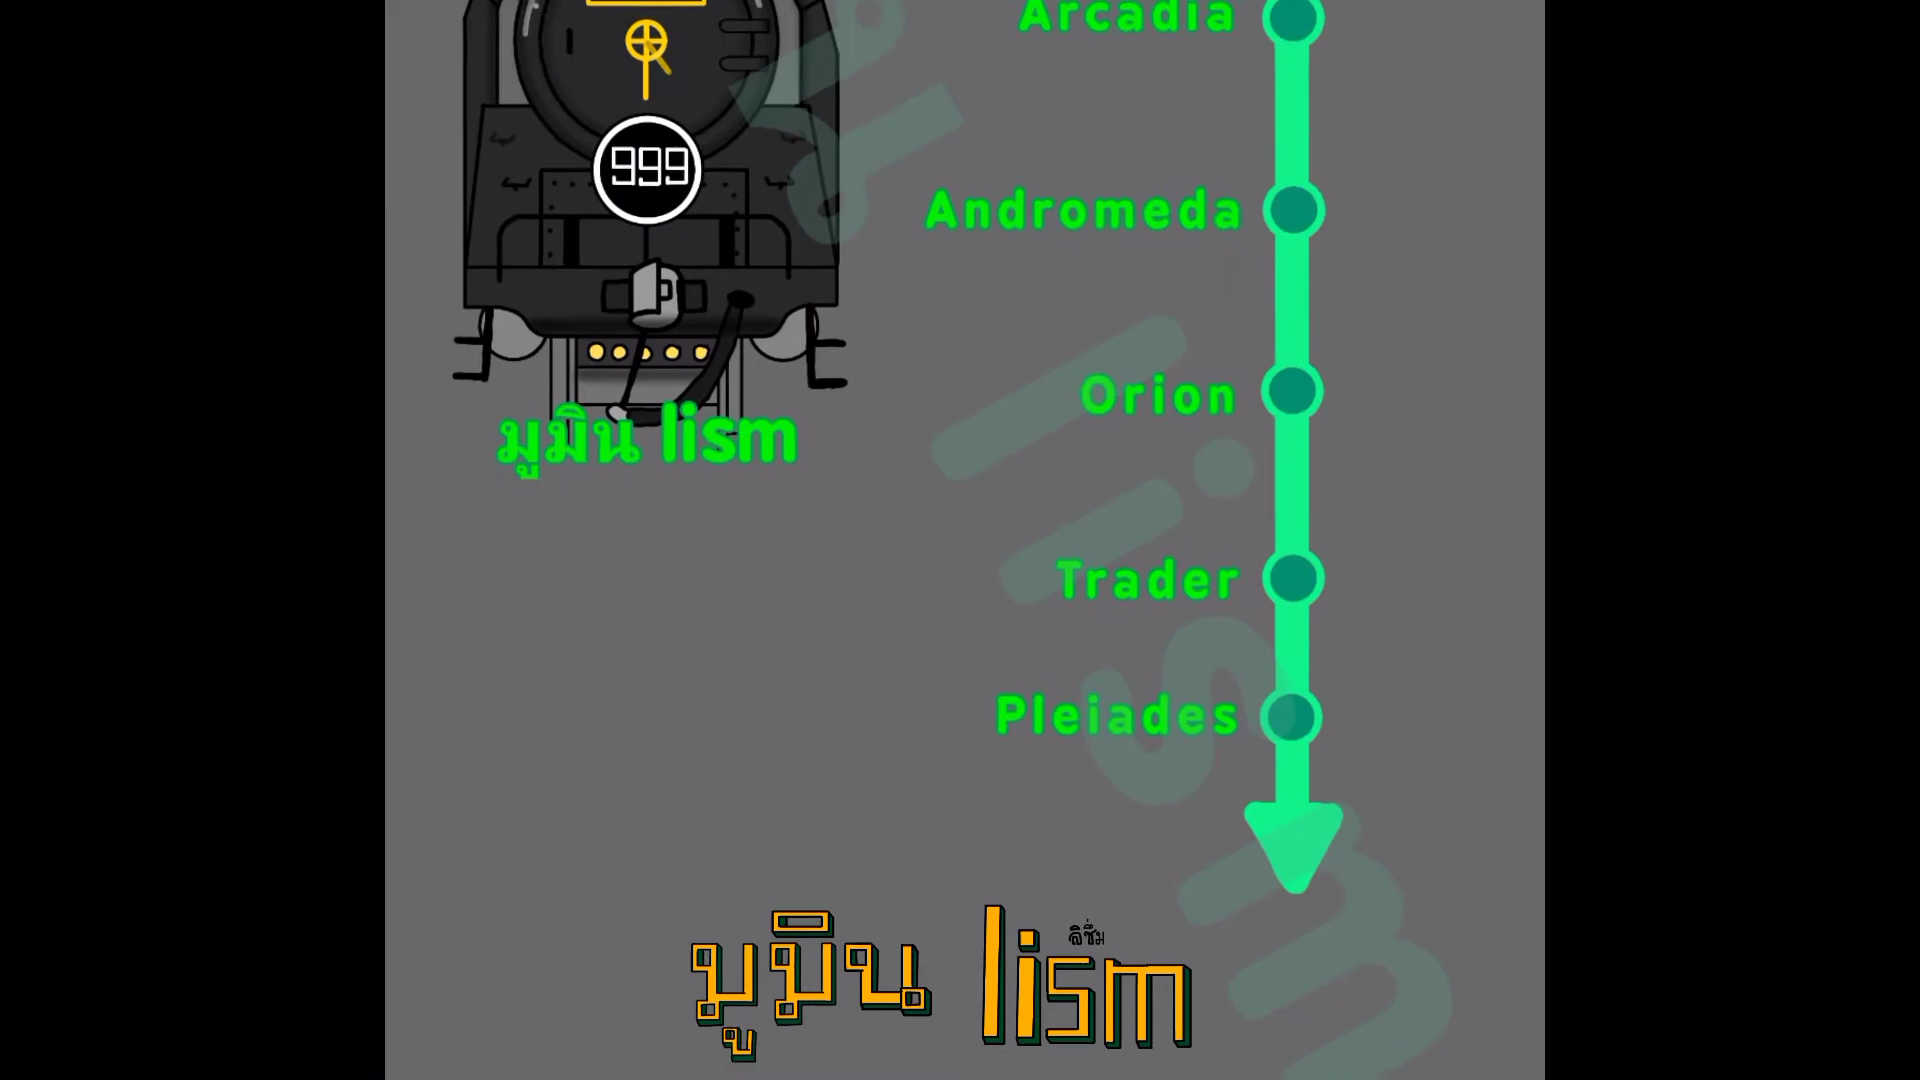 Arcadia
999
Andromeda
Orion
มูมิน lism
Trader
Pleiades
ลิซึ่ม
มูมิน lism